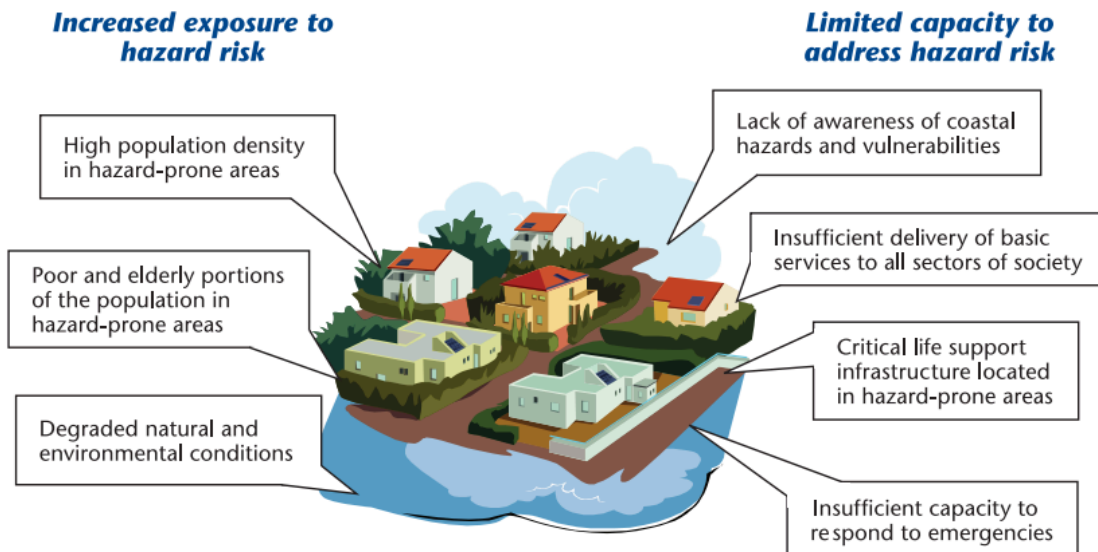 Increased exposure to
hazard risk
Limited capacity to
address hazard risk
High population density
in hazard-prone areas
Lack of awareness of coastal
hazards and vulnerabilities
Poor and elderly portions
of the population in
hazard-prone areas
Insufficient delivery of basic
services to all sectors of society
Critical life support
infrastructure located
in hazard-prone areas
Degraded natural and
environmental conditions
Insufficient capacity to
respond to emergencies